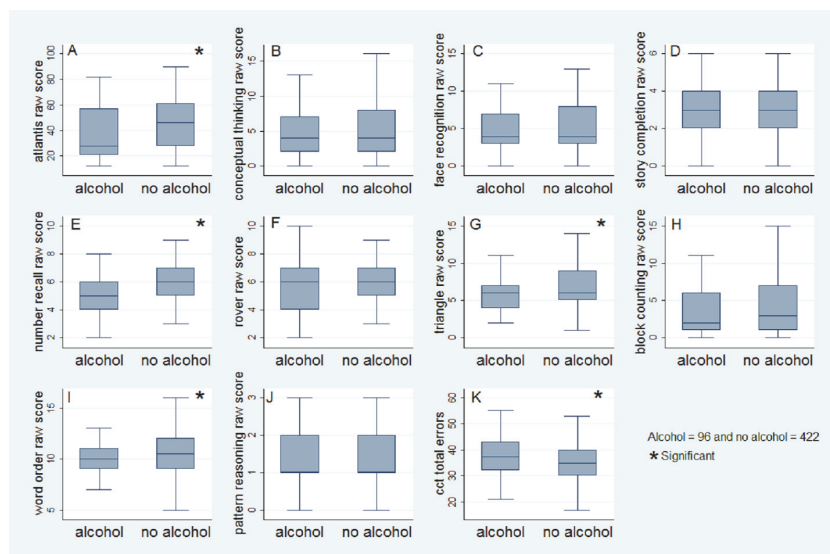 A
*
atlantis raw score
20 40 60 80 100
alcohol no alcohol
B
conceptual thinking raw score
0 5 10 15
alcohol no alcohol
C
face recognition raw score
0 5 10 15
alcohol no alcohol
D
story completion raw score
0 2 4 6
alcohol no alcohol
E
*
number recall raw score
2 4 6 8 10
alcohol no alcohol
F
rover raw score
2 4 6 8 10
alcohol no alcohol
G
*
triangle raw score
0 5 10 15
alcohol no alcohol
H
block counting raw score
0 5 10 15
alcohol no alcohol
I
*
word order raw score
5 10 15
alcohol no alcohol
J
pattern reasoning raw score
0 1 2 3
alcohol no alcohol
K
*
cct total errors
20 30 40 50 60
alcohol no alcohol
Alcohol = 96 and no alcohol = 422
* Significant